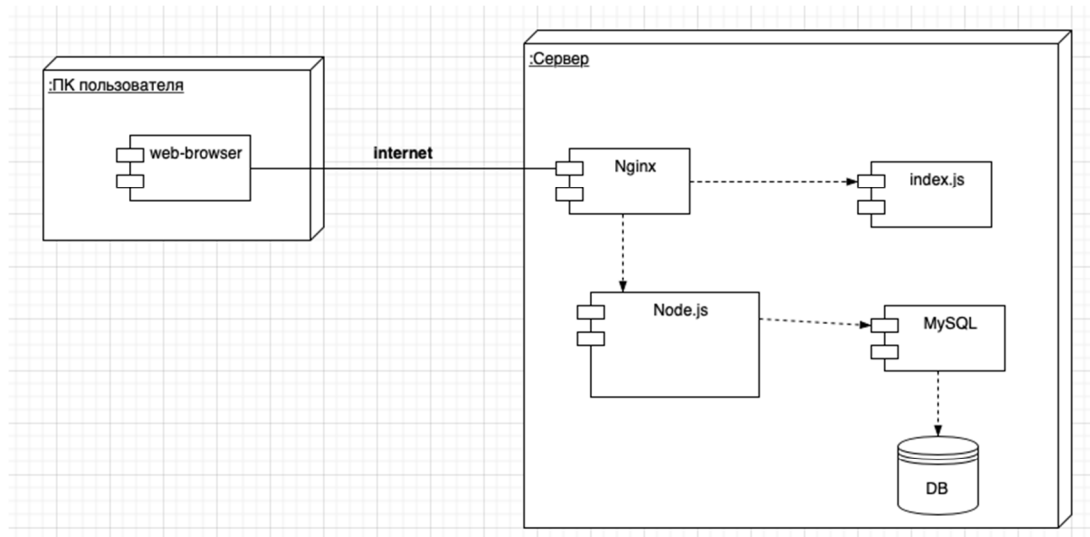 :ПК пользователя
web-browser
internet
:Сервер
Nginx
index.js
Node.js
MySQL
DB